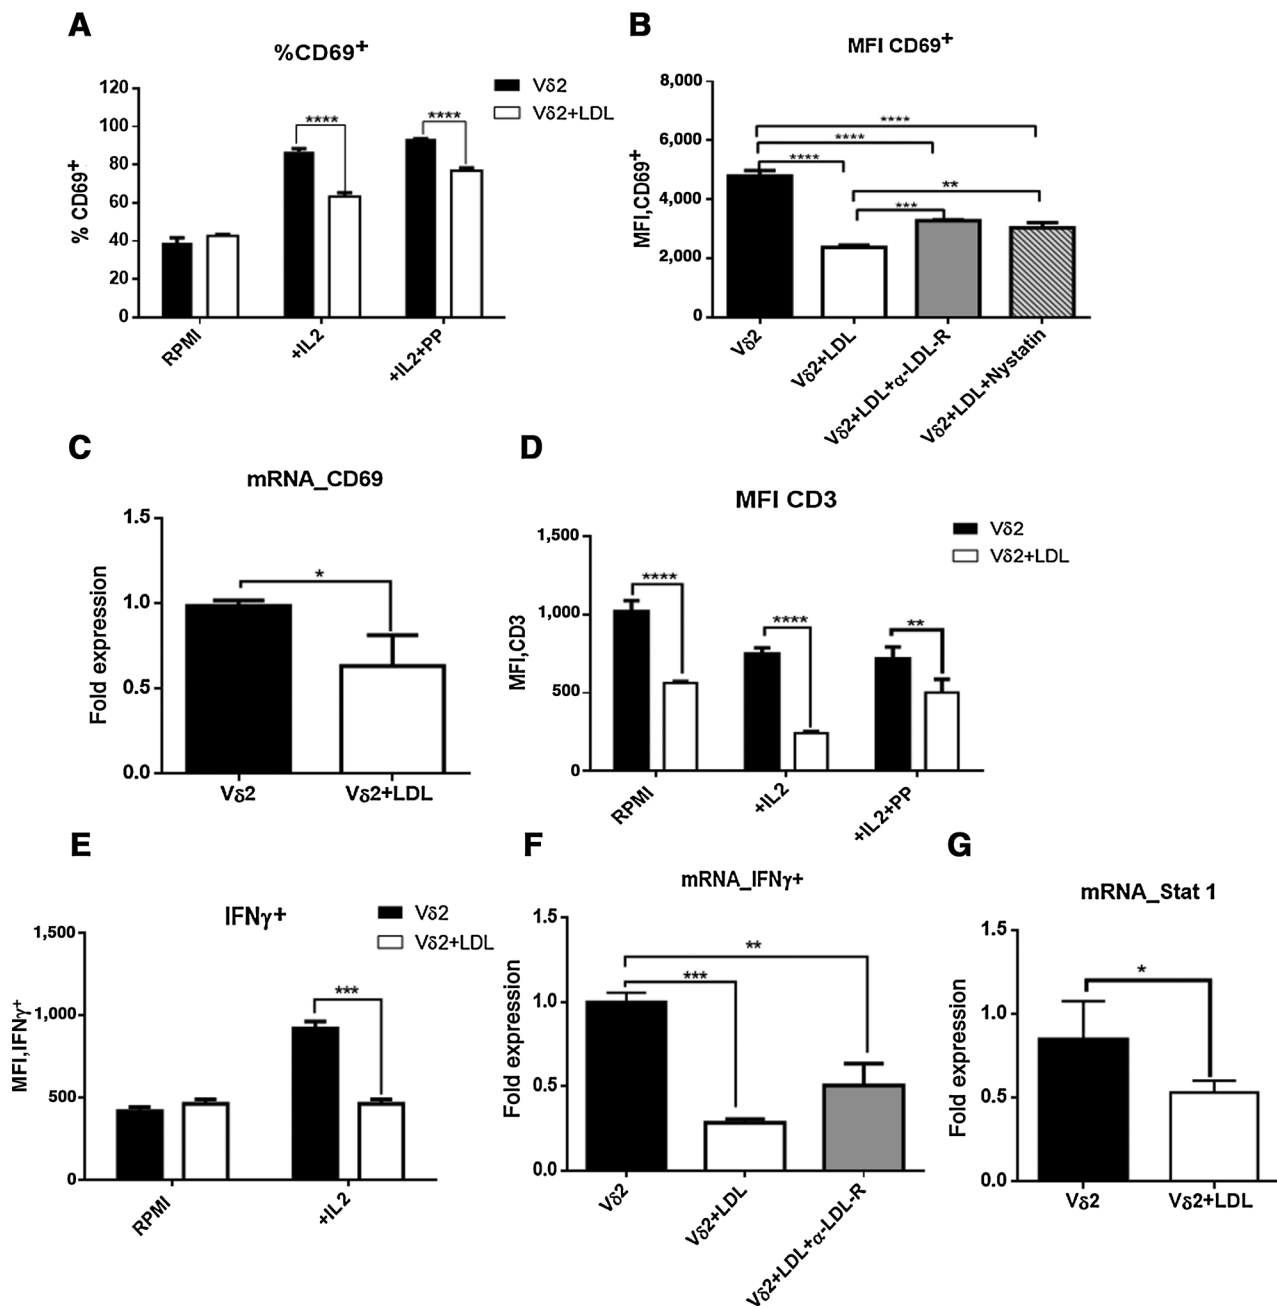 A
%CD69+
Vδ2
Vδ2+LDL
120
100
80
60
40
20
0
% CD69+
****
****
RPMI
+IL2
+IL2+PP
B
MFI CD69+
8,000
6,000
4,000
2,000
0
MFI,CD69+
****
****
****
**
***
Vδ2
Vδ2+LDL
Vδ2+LDL+α-LDL-R
Vδ2+LDL+Nystatin
C
mRNA_CD69
1.5
1.0
0.5
0.0
Fold expression
*
Vδ2
Vδ2+LDL
D
MFI CD3
Vδ2
Vδ2+LDL
1,500
1,000
500
0
MFI,CD3
****
****
**
RPMI
+IL2
+IL2+PP
E
IFNγ+
Vδ2
Vδ2+LDL
1,500
1,000
500
0
MFI,IFNγ+
***
RPMI
+IL2
F
mRNA_IFNγ+
1.5
1.0
0.5
0.0
Fold expression
**
***
Vδ2
Vδ2+LDL
Vδ2+LDL+α-LDL-R
G
mRNA_Stat 1
1.5
1.0
0.5
0.0
Fold expression
*
Vδ2
Vδ2+LDL